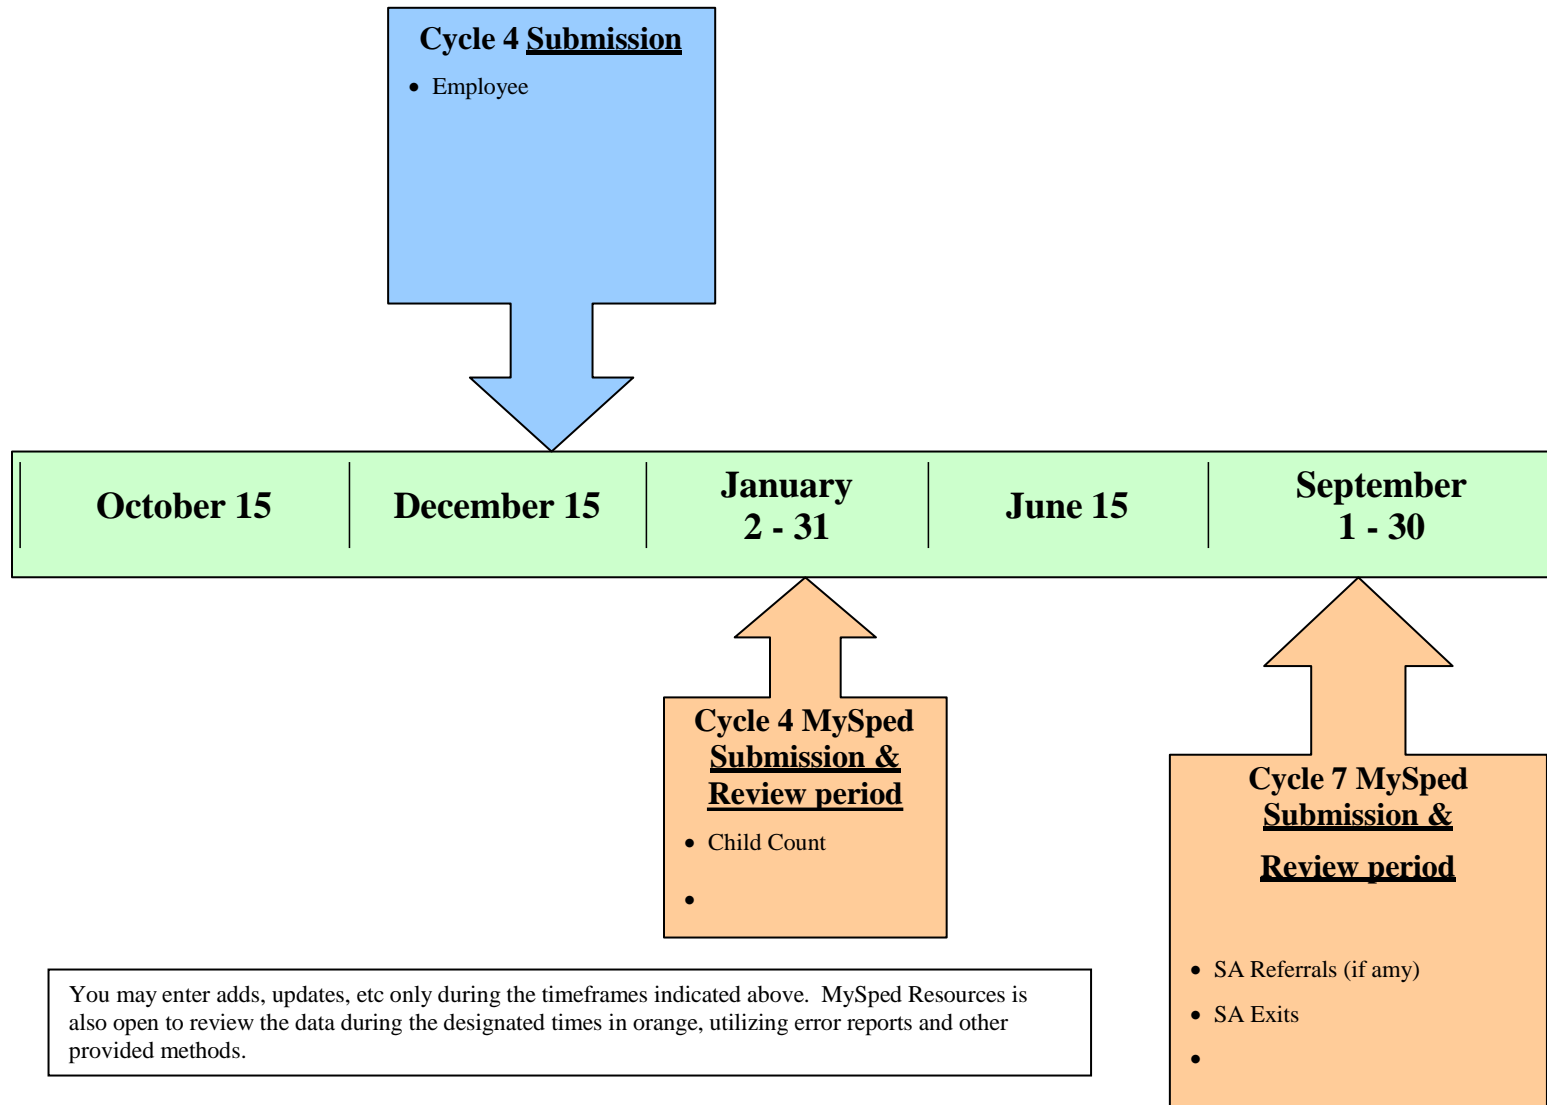 Cycle 4 Submission
• Employee
October 15
December 15
January
2 - 31
June 15
September
1 - 30
Cycle 4 MySped
Submission &
Review period
• Child Count
•
Cycle 7 MySped
Submission &
Review period
• SA Referrals (if amy)
• SA Exits
•
You may enter adds, updates, etc only during the timeframes indicated above.  MySped Resources is
also open to review the data during the designated times in orange, utilizing error reports and other
provided methods.